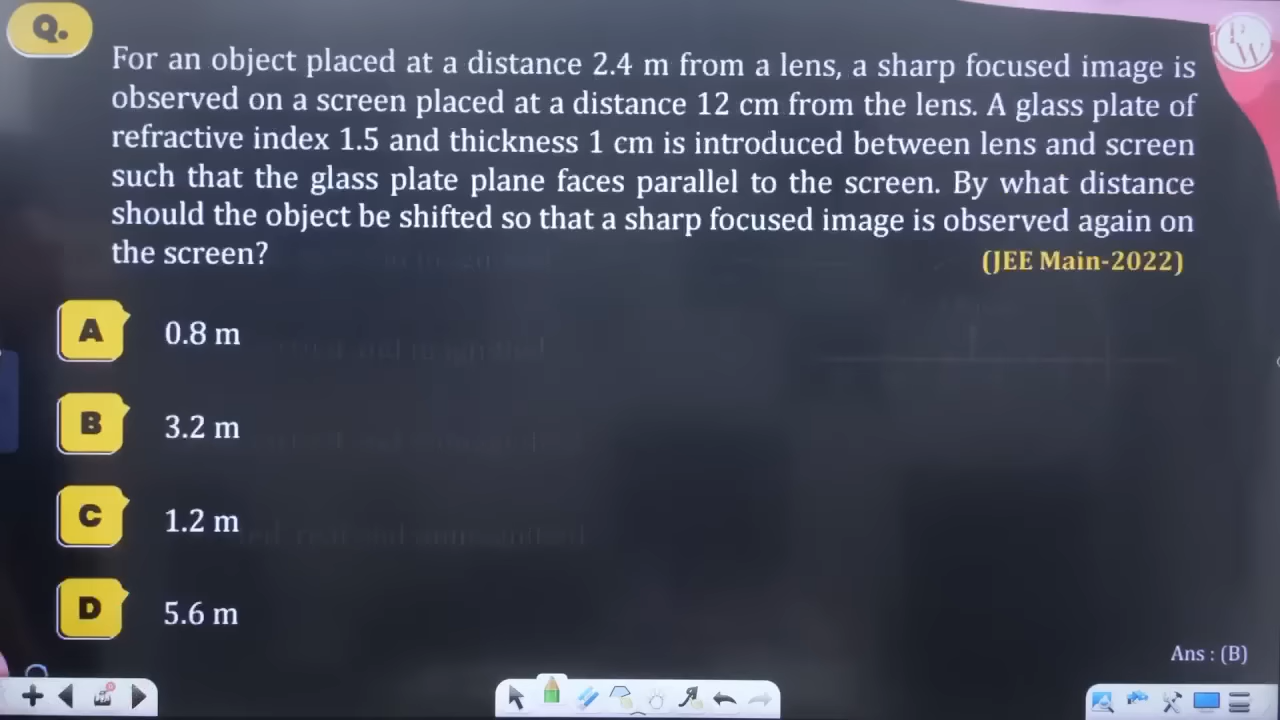 Q.
For an object placed at a distance 2.4 m from a lens, a sharp focused image is
observed on a screen placed at a distance 12 cm from the lens. A glass plate of
refractive index 1.5 and thickness 1 cm is introduced between lens and screen
such that the glass plate plane faces parallel to the screen. By what distance
should the object be shifted so that a sharp focused image is observed again on
the screen?
(JEE Main-2022)
A
0.8 m
B
3.2 m
C
1.2 m
D
5.6 m
Ans : (B)